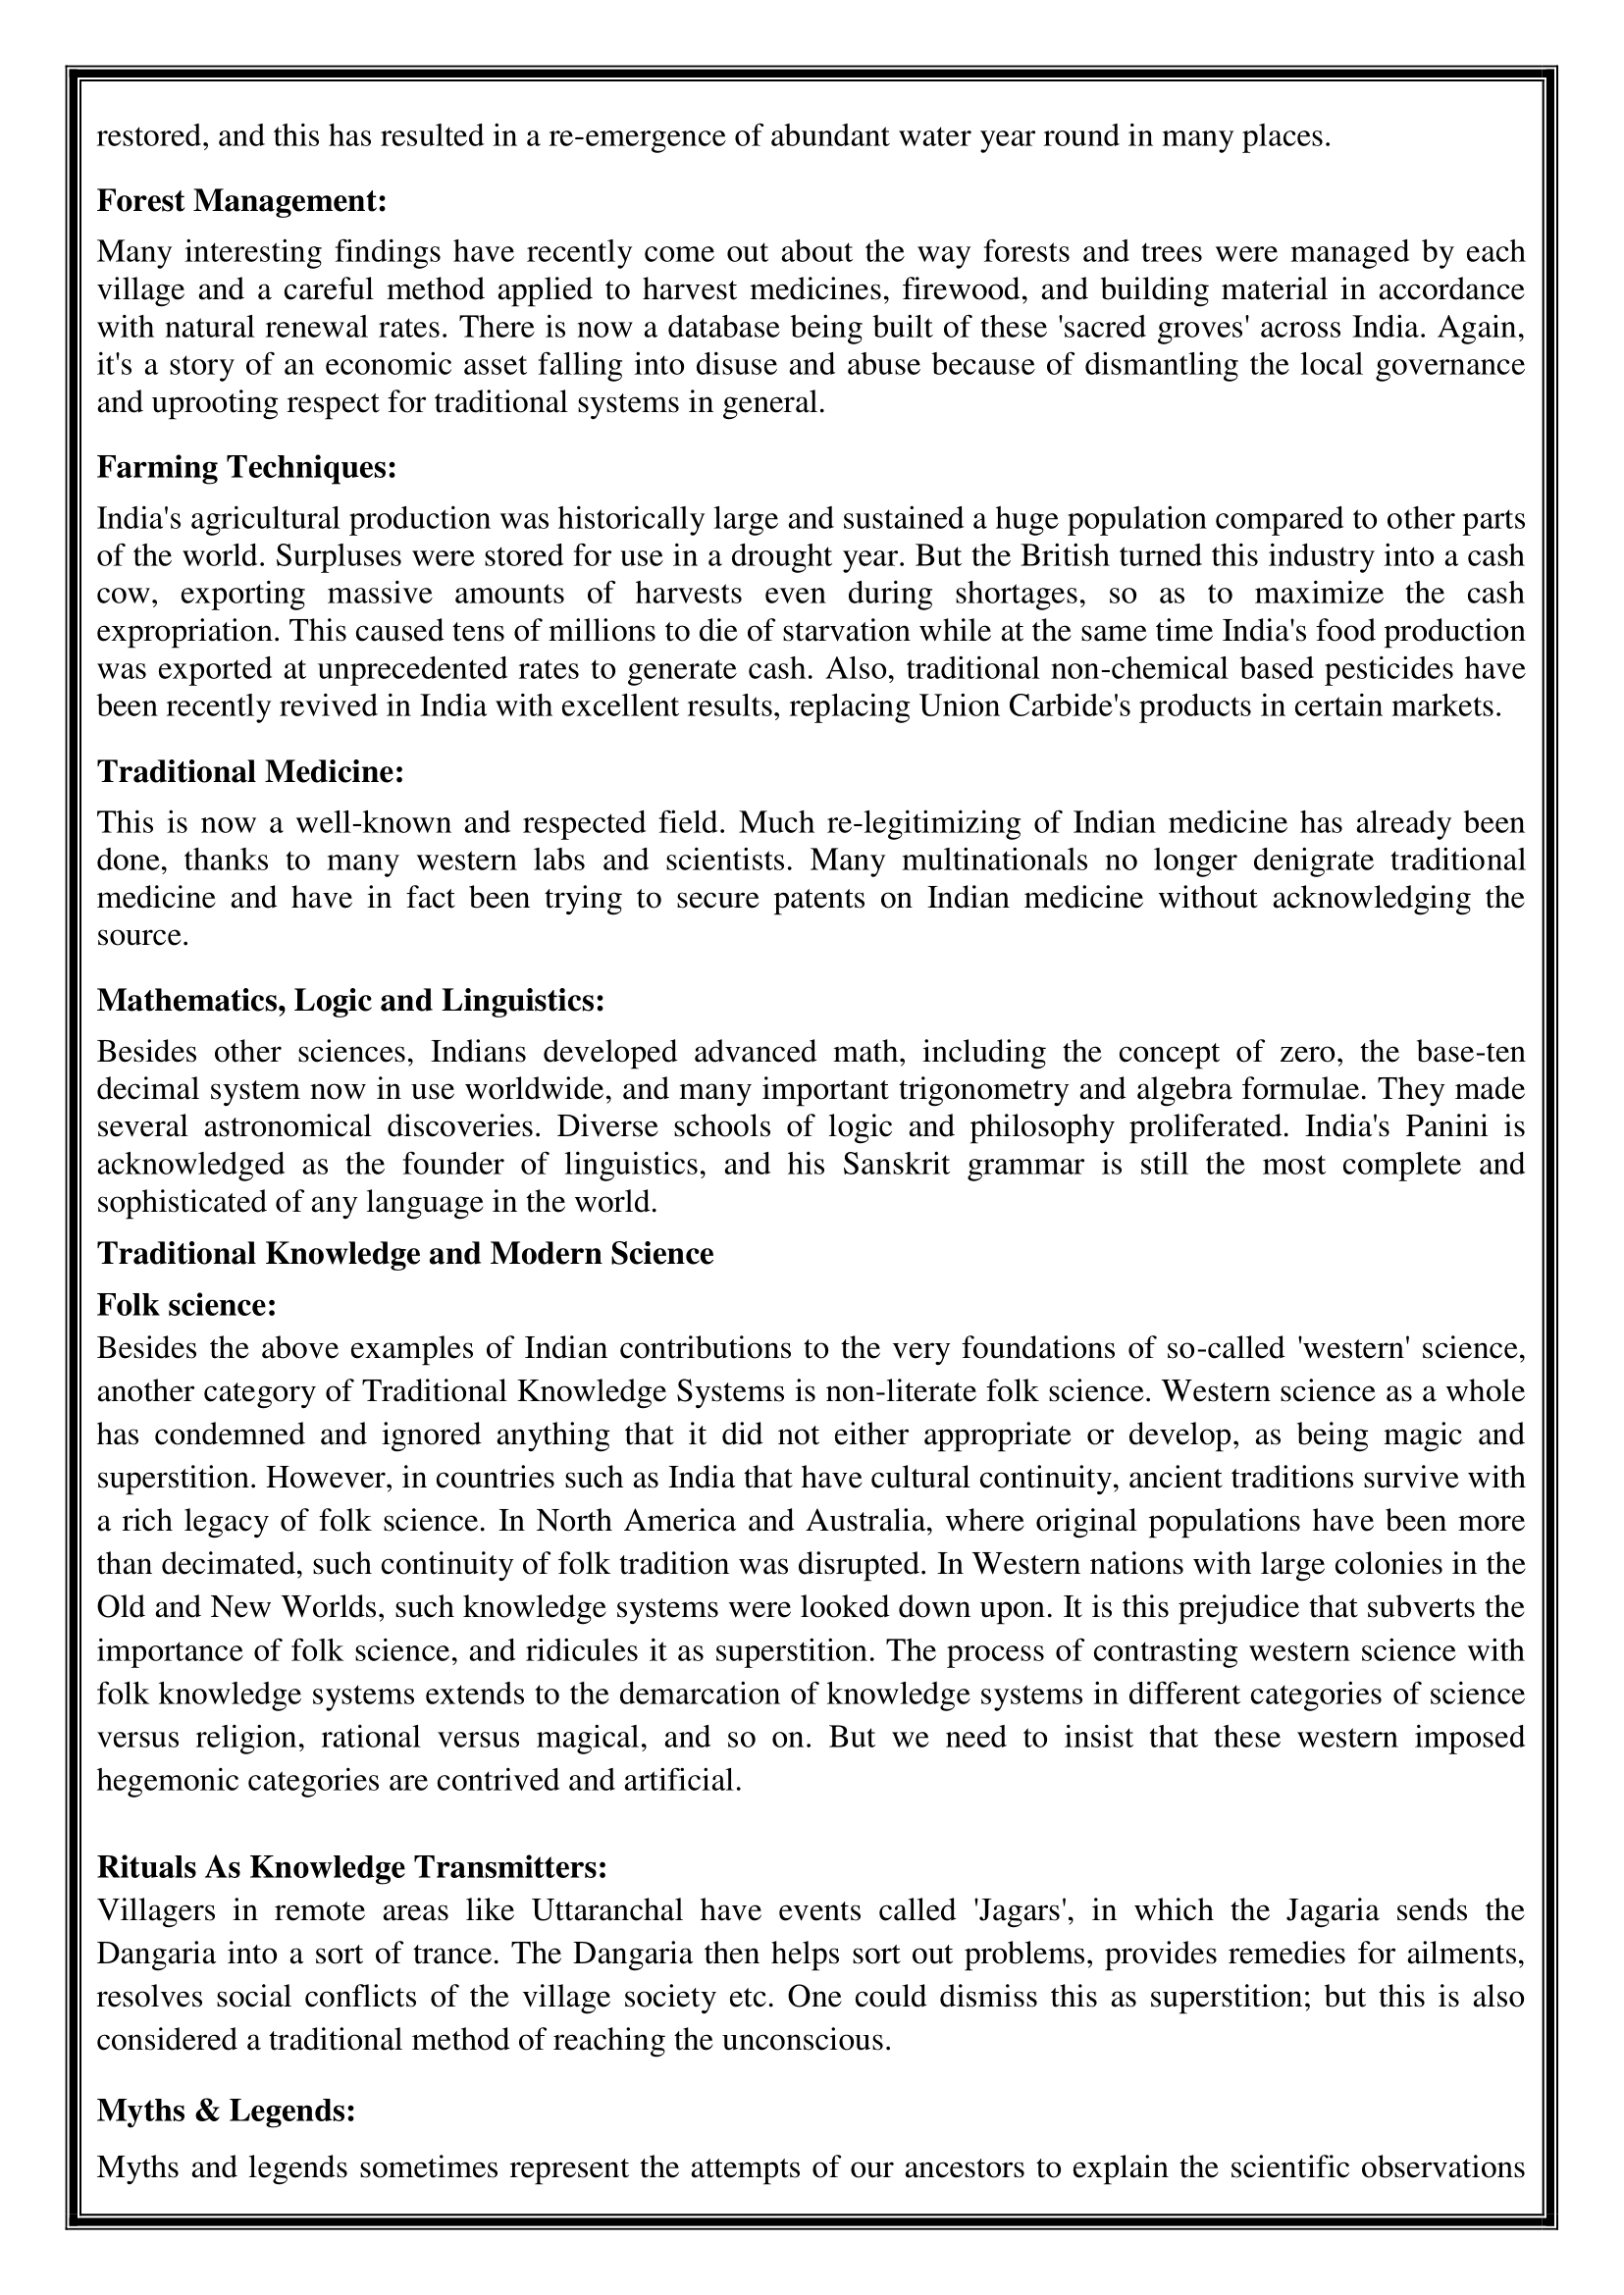 restored, and this has resulted in a re-emergence of abundant water year round in many places.
Forest Management:
Many interesting findings have recently come out about the way forests and trees were managed by each
village and a careful method applied to harvest medicines, firewood, and building material in accordance
with natural renewal rates. There is now a database being built of these 'sacred groves' across India. Again,
it's a story of an economic asset falling into disuse and abuse because of dismantling the local governance
and uprooting respect for traditional systems in general.
Farming Techniques:
India's agricultural production was historically large and sustained a huge population compared to other parts
of the world. Surpluses were stored for use in a drought year. But the British turned this industry into a cash
cow, exporting massive amounts of harvests even during shortages, so as to maximize the cash
expropriation. This caused tens of millions to die of starvation while at the same time India's food production
was exported at unprecedented rates to generate cash. Also, traditional non-chemical based pesticides have
been recently revived in India with excellent results, replacing Union Carbide's products in certain markets.
Traditional Medicine:
This is now a well-known and respected field. Much re-legitimizing of Indian medicine has already been
done, thanks to many western labs and scientists. Many multinationals no longer denigrate traditional
medicine and have in fact been trying to secure patents on Indian medicine without acknowledging the
source.
Mathematics, Logic and Linguistics:
Besides other sciences, Indians developed advanced math, including the concept of zero, the base-ten
decimal system now in use worldwide, and many important trigonometry and algebra formulae. They made
several astronomical discoveries. Diverse schools of logic and philosophy proliferated. India's Panini is
acknowledged as the founder of linguistics, and his Sanskrit grammar is still the most complete and
sophisticated of any language in the world.
Traditional Knowledge and Modern Science
Folk science:
Besides the above examples of Indian contributions to the very foundations of so-called 'western' science,
another category of Traditional Knowledge Systems is non-literate folk science. Western science as a whole
has condemned and ignored anything that it did not either appropriate or develop, as being magic and
superstition. However, in countries such as India that have cultural continuity, ancient traditions survive with
a rich legacy of folk science. In North America and Australia, where original populations have been more
than decimated, such continuity of folk tradition was disrupted. In Western nations with large colonies in the
Old and New Worlds, such knowledge systems were looked down upon. It is this prejudice that subverts the
importance of folk science, and ridicules it as superstition. The process of contrasting western science with
folk knowledge systems extends to the demarcation of knowledge systems in different categories of science
versus religion, rational versus magical, and so on. But we need to insist that these western imposed
hegemonic categories are contrived and artificial.
Rituals As Knowledge Transmitters:
Villagers in remote areas like Uttaranchal have events called 'Jagars', in which the Jagaria sends the
Dangaria into a sort of trance. The Dangaria then helps sort out problems, provides remedies for ailments,
resolves social conflicts of the village society etc. One could dismiss this as superstition; but this is also
considered a traditional method of reaching the unconscious.
Myths & Legends:
Myths and legends sometimes represent the attempts of our ancestors to explain the scientific observations